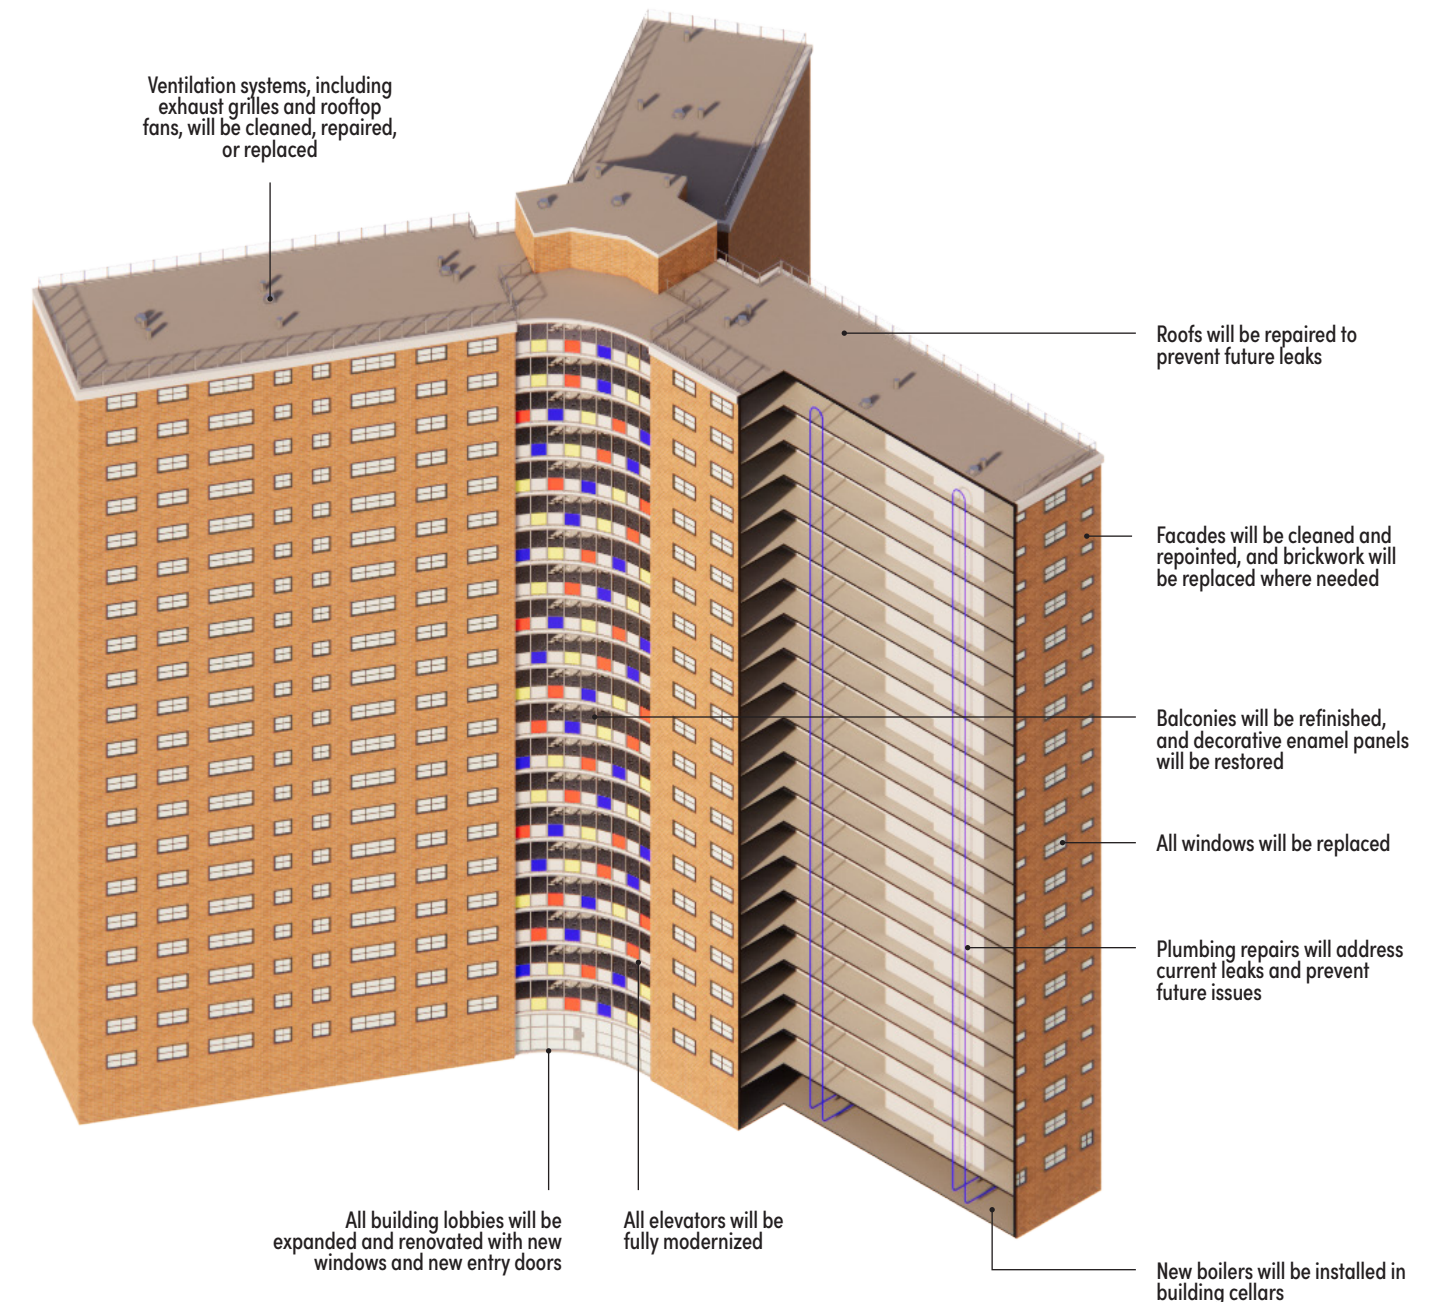 Ventilation systems, including
exhaust grilles and rooftop
fans, will be cleaned, repaired,
or replaced
Roofs will be repaired to
prevent future leaks
Facades will be cleaned and
repointed, and brickwork will
be replaced where needed
Balconies will be refinished,
and decorative enamel panels
will be restored
All windows will be replaced
Plumbing repairs will address
current leaks and prevent
future issues
All building lobbies will be
expanded and renovated with new
windows and new entry doors
All elevators will be
fully modernized
New boilers will be installed in
building cellars